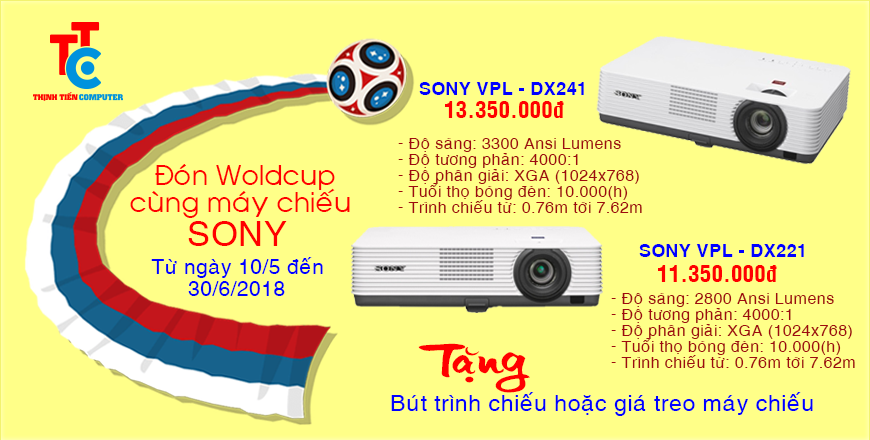 TTC
THỊNH TIẾN COMPUTER
Đón Woldcup
cùng máy chiếu
SONY
Từ ngày 10/5 đến
30/6/2018
SONY VPL - DX241
13.350.000đ
- Độ sáng: 3300 Ansi Lumens
- Độ tương phản: 4000:1
- Độ phân giải: XGA (1024x768)
- Tuổi thọ bóng đèn: 10.000(h)
- Trình chiếu từ: 0.76m tới 7.62m
SONY
SONY
SONY VPL - DX221
11.350.000đ
- Độ sáng: 2800 Ansi Lumens
- Độ tương phản: 4000:1
- Độ phân giải: XGA (1024x768)
- Tuổi thọ bóng đèn: 10.000(h)
- Trình chiếu từ: 0.76m tới 7.62m
Tặng
Bút trình chiếu hoặc giá treo máy chiếu